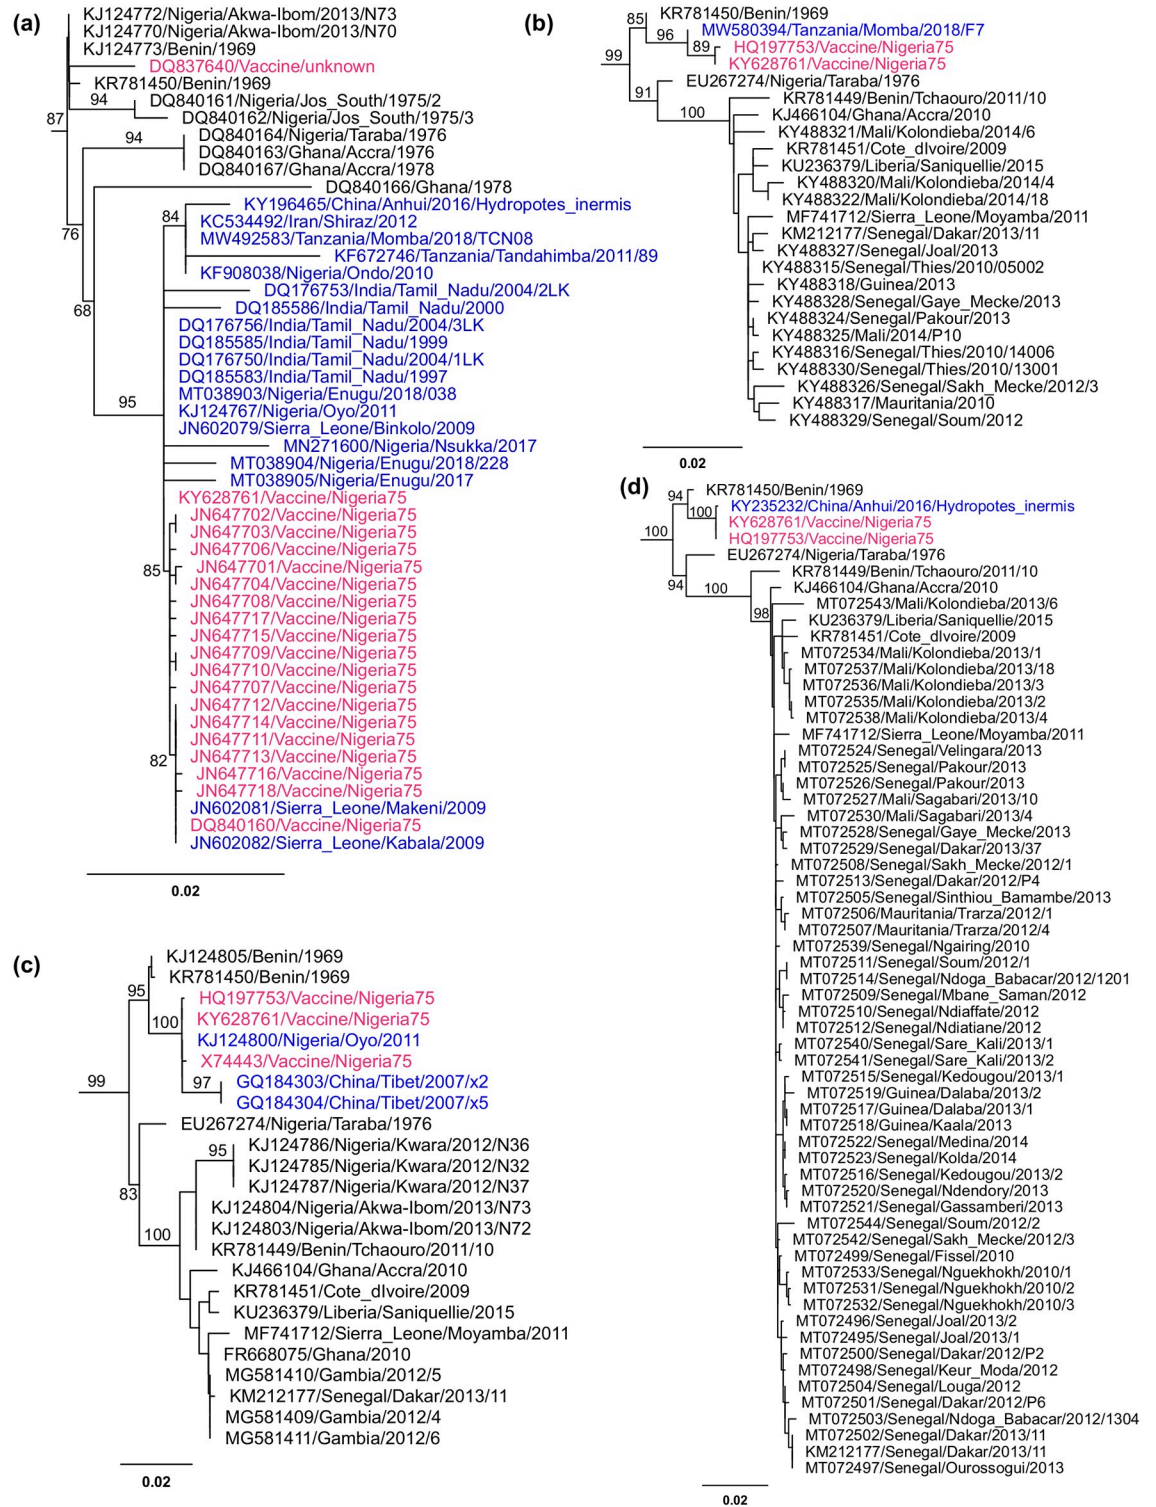 (a)
KJ124772/Nigeria/Akwa-Ibom/2013/N73
KJ124770/Nigeria/Akwa-Ibom/2013/N70
KJ124773/Benin/1969
DQ837640/Vaccine/unknown
KR781450/Benin/1969
94
DQ840161/Nigeria/Jos_South/1975/2
DQ840162/Nigeria/Jos_South/1975/3
87
DQ840164/Nigeria/Taraba/1976
94
DQ840163/Ghana/Accra/1976
DQ840167/Ghana/Accra/1978
DQ840166/Ghana/1978
KY196465/China/Anhui/2016/Hydropotes_inermis
84
KC534492/Iran/Shiraz/2012
76
MW492583/Tanzania/Momba/2018/TCN08
KF672746/Tanzania/Tandahimba/2011/89
KF908038/Nigeria/Ondo/2010
DQ176753/India/Tamil_Nadu/2004/2LK
68
DQ185586/India/Tamil_Nadu/2000
DQ176756/India/Tamil_Nadu/2004/3LK
DQ185585/India/Tamil_Nadu/1999
DQ176750/India/Tamil_Nadu/2004/1LK
DQ185583/India/Tamil_Nadu/1997
MT038903/Nigeria/Enugu/2018/038
95
KJ124767/Nigeria/Oyo/2011
JN602079/Sierra_Leone/Binkolo/2009
MN271600/Nigeria/Nsukka/2017
MT038904/Nigeria/Enugu/2018/228
MT038905/Nigeria/Enugu/2017
KY628761/Vaccine/Nigeria75
JN647702/Vaccine/Nigeria75
JN647703/Vaccine/Nigeria75
JN647706/Vaccine/Nigeria75
JN647701/Vaccine/Nigeria75
85
JN647704/Vaccine/Nigeria75
JN647708/Vaccine/Nigeria75
JN647717/Vaccine/Nigeria75
JN647715/Vaccine/Nigeria75
JN647709/Vaccine/Nigeria75
JN647710/Vaccine/Nigeria75
JN647707/Vaccine/Nigeria75
JN647712/Vaccine/Nigeria75
JN647714/Vaccine/Nigeria75
JN647711/Vaccine/Nigeria75
JN647713/Vaccine/Nigeria75
82
JN647716/Vaccine/Nigeria75
JN647718/Vaccine/Nigeria75
JN602081/Sierra_Leone/Makeni/2009
DQ840160/Vaccine/Nigeria75
JN602082/Sierra_Leone/Kabala/2009
0.02
(b)
KR781450/Benin/1969
85
MW580394/Tanzania/Momba/2018/F7
96
HQ197753/Vaccine/Nigeria75
89
99
KY628761/Vaccine/Nigeria75
EU267274/Nigeria/Taraba/1976
91
KR781449/Benin/Tchaouro/2011/10
100
KJ466104/Ghana/Accra/2010
KY488321/Mali/Kolondieba/2014/6
KR781451/Cote_dIvoire/2009
KU236379/Liberia/Saniquellie/2015
KY488320/Mali/Kolondieba/2014/4
KY488322/Mali/Kolondieba/2014/18
MF741712/Sierra_Leone/Moyamba/2011
KM212177/Senegal/Dakar/2013/11
KY488327/Senegal/Joal/2013
KY488315/Senegal/Thies/2010/05002
KY488318/Guinea/2013
KY488328/Senegal/Gaye_Mecke/2013
KY488324/Senegal/Pakour/2013
KY488325/Mali/2014/P10
KY488316/Senegal/Thies/2010/14006
KY488330/Senegal/Thies/2010/13001
KY488326/Senegal/Sakh_Mecke/2012/3
KY488317/Mauritania/2010
KY488329/Senegal/Soum/2012
0.02
(c)
KJ124805/Benin/1969
KR781450/Benin/1969
95
HQ197753/Vaccine/Nigeria75
KY628761/Vaccine/Nigeria75
100
KJ124800/Nigeria/Oyo/2011
X74443/Vaccine/Nigeria75
99
97
GQ184303/China/Tibet/2007/x2
GQ184304/China/Tibet/2007/x5
EU267274/Nigeria/Taraba/1976
KJ124786/Nigeria/Kwara/2012/N36
95
KJ124785/Nigeria/Kwara/2012/N32
KJ124787/Nigeria/Kwara/2012/N37
83
KJ124804/Nigeria/Akwa-Ibom/2013/N73
KJ124803/Nigeria/Akwa-Ibom/2013/N72
100
KR781449/Benin/Tchaouro/2011/10
KJ466104/Ghana/Accra/2010
KR781451/Cote_dIvoire/2009
KU236379/Liberia/Saniquellie/2015
MF741712/Sierra_Leone/Moyamba/2011
FR668075/Ghana/2010
MG581410/Gambia/2012/5
KM212177/Senegal/Dakar/2013/11
MG581409/Gambia/2012/4
MG581411/Gambia/2012/6
0.02
(d)
KR781450/Benin/1969
94
KY235232/China/Anhui/2016/Hydropotes_inermis
100
KY628761/Vaccine/Nigeria75
100
HQ197753/Vaccine/Nigeria75
EU267274/Nigeria/Taraba/1976
KR781449/Benin/Tchaouro/2011/10
94
100
KJ466104/Ghana/Accra/2010
MT072543/Mali/Kolondieba/2013/6
98
KU236379/Liberia/Saniquellie/2015
KR781451/Cote_dIvoire/2009
MT072534/Mali/Kolondieba/2013/1
MT072537/Mali/Kolondieba/2013/18
MT072536/Mali/Kolondieba/2013/3
MT072535/Mali/Kolondieba/2013/2
MT072538/Mali/Kolondieba/2013/4
MF741712/Sierra_Leone/Moyamba/2011
MT072524/Senegal/Velingara/2013
MT072525/Senegal/Pakour/2013
MT072526/Senegal/Pakour/2013
MT072527/Mali/Sagabari/2013/10
MT072530/Mali/Sagabari/2013/4
MT072528/Senegal/Gaye_Mecke/2013
MT072529/Senegal/Dakar/2013/37
MT072508/Senegal/Sakh_Mecke/2012/1
MT072513/Senegal/Dakar/2012/P4
MT072505/Senegal/Sinthiou_Bamambe/2013
MT072506/Mauritania/Trarza/2012/1
MT072507/Mauritania/Trarza/2012/4
MT072539/Senegal/Ngairing/2010
MT072511/Senegal/Soum/2012/1
MT072514/Senegal/Ndoga_Babacar/2012/1201
MT072509/Senegal/Mbane_Saman/2012
MT072510/Senegal/Ndiaffate/2012
MT072512/Senegal/Ndiatiane/2012
MT072540/Senegal/Sare_Kali/2013/1
MT072541/Senegal/Sare_Kali/2013/2
MT072515/Senegal/Kedougou/2013/1
MT072519/Guinea/Dalaba/2013/2
MT072517/Guinea/Dalaba/2013/1
MT072518/Guinea/Kaala/2013
MT072522/Senegal/Medina/2014
MT072523/Senegal/Kolda/2014
MT072516/Senegal/Kedougou/2013/2
MT072520/Senegal/Ndendory/2013
MT072521/Senegal/Gassamberi/2013
MT072544/Senegal/Soum/2012/2
MT072542/Senegal/Sakh_Mecke/2012/3
MT072499/Senegal/Fissel/2010
MT072533/Senegal/Nguekhokh/2010/1
MT072531/Senegal/Nguekhokh/2010/2
MT072532/Senegal/Nguekhokh/2010/3
MT072496/Senegal/Joal/2013/2
MT072495/Senegal/Joal/2013/1
MT072500/Senegal/Dakar/2012/P2
MT072498/Senegal/Keur_Moda/2012
MT072504/Senegal/Louga/2012
MT072501/Senegal/Dakar/2012/P6
MT072503/Senegal/Ndoga_Babacar/2012/1304
MT072502/Senegal/Dakar/2013/11
KM212177/Senegal/Dakar/2013/11
MT072497/Senegal/Ourossogui/2013
0.02